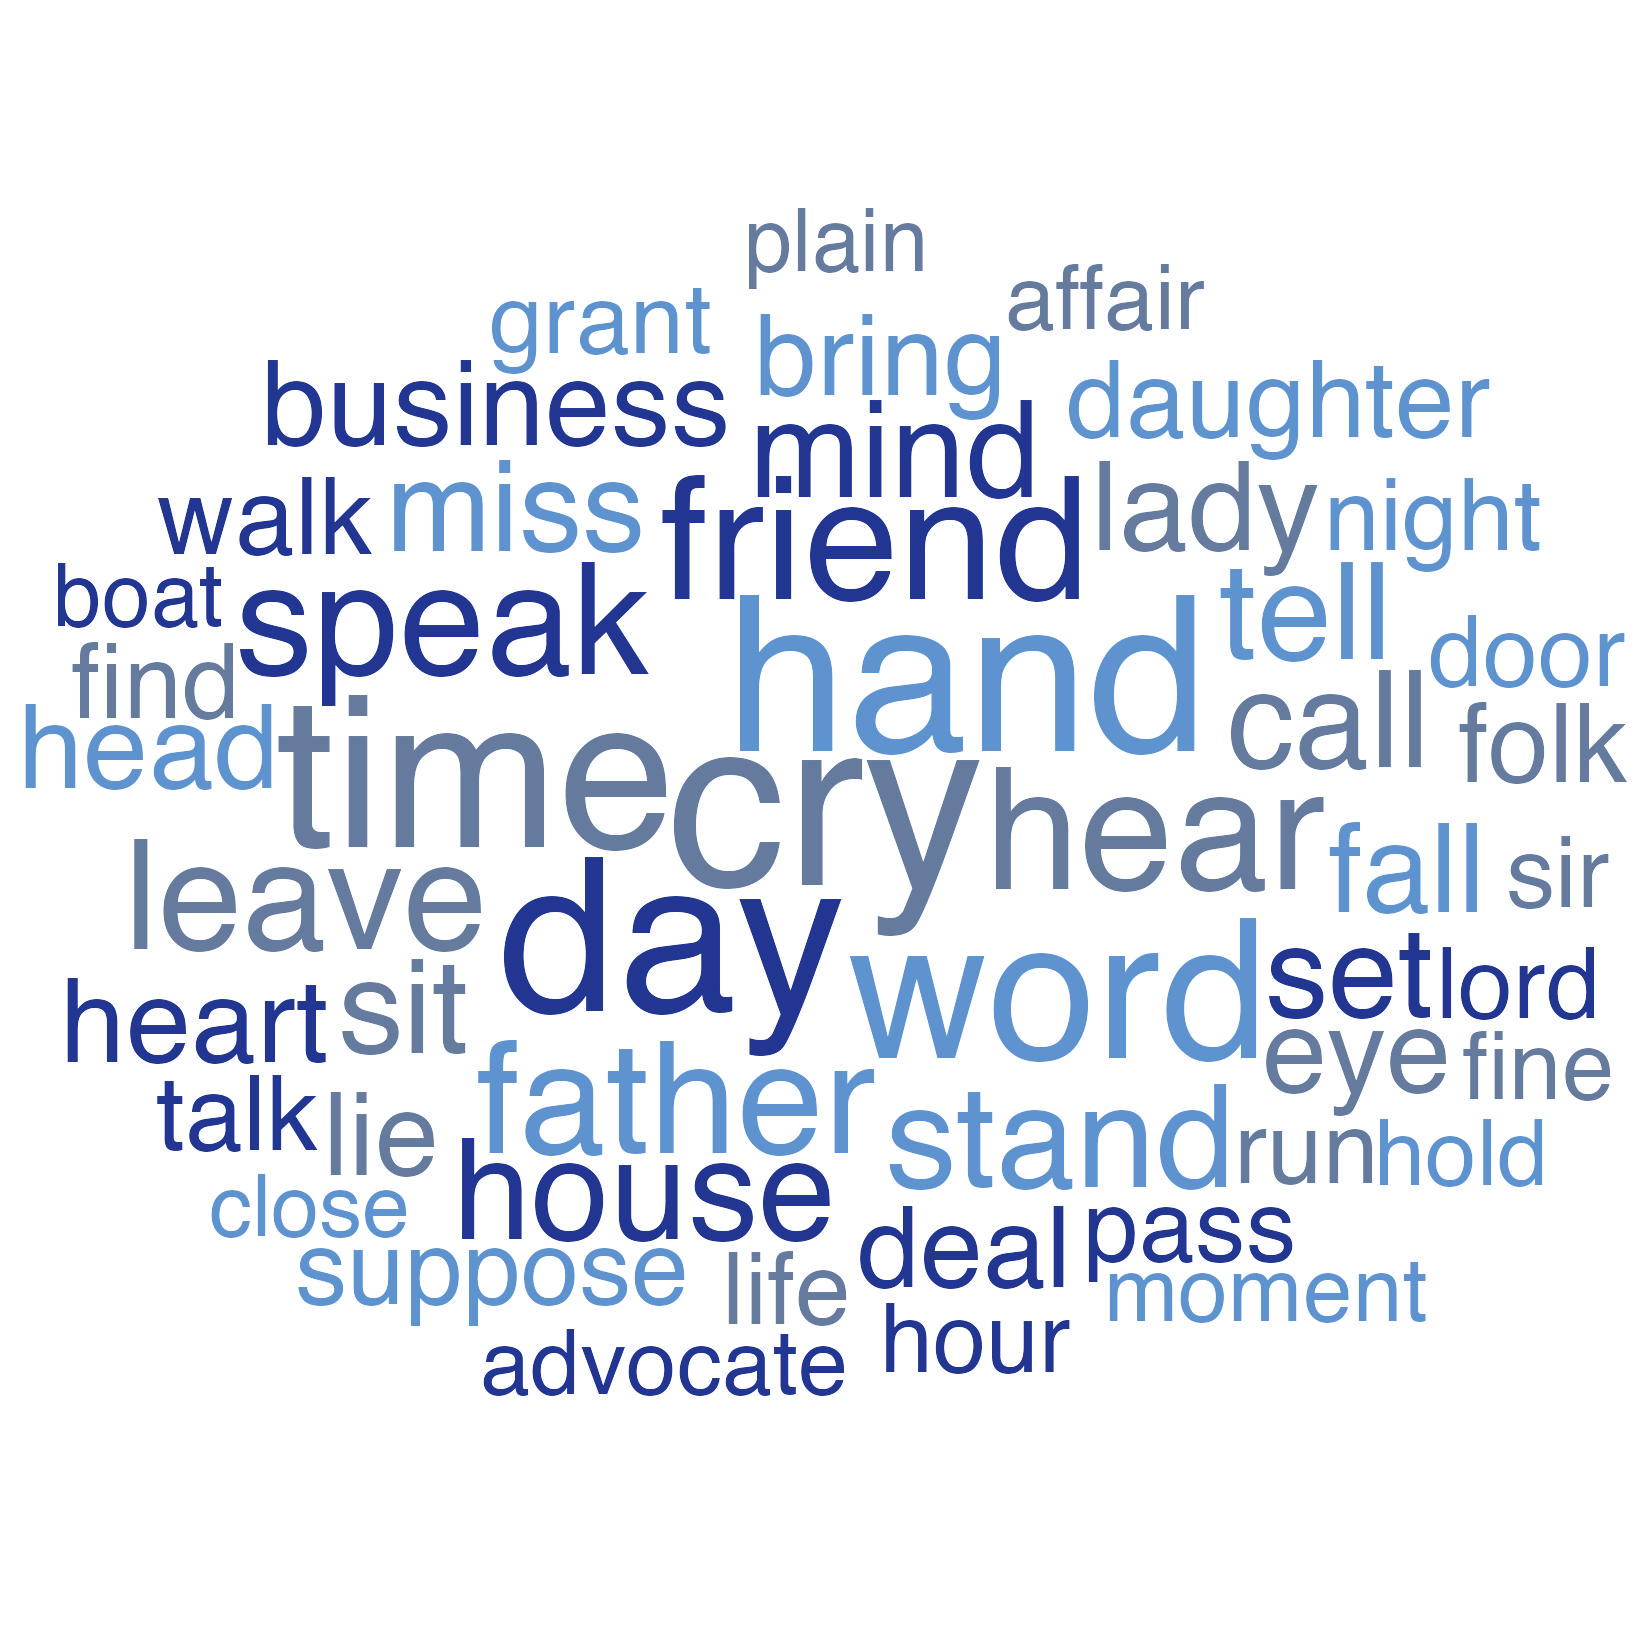 plain
affair
grant
bring
business
daughter
mind
miss
lady
walk
friend
night
boat
speak
hand
tell
door
find
head
time
cry
call
folk
hear
leave
day
fall
sir
word
set
lord
heart
sit
eye
fine
talk
lie
father
stand
run
hold
house
close
suppose
life
deal
pass
moment
hour
advocate